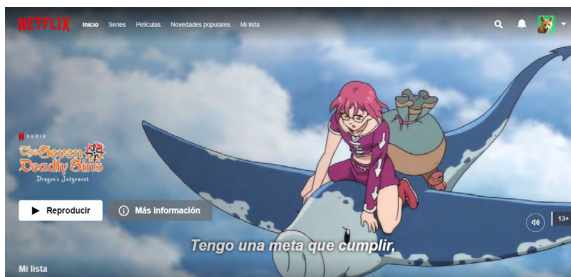 NETFLIX Inicio Series Películas Novedades populares Mi lista
N SERIE
The Seven
Deadly Sins
Dragon's Judgement
Reproducir
Más información
13+
Tengo una meta que cumplir,
Mi lista